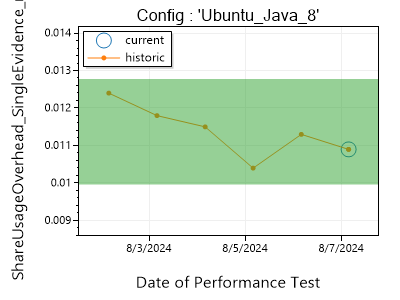 Config : 'Ubuntu_Java_8'
current
historic
0.014
0.013
0.012
0.011
0.01
0.009
ShareUsageOverhead_SingleEvidence_
8/3/2024
8/5/2024
8/7/2024
Date of Performance Test